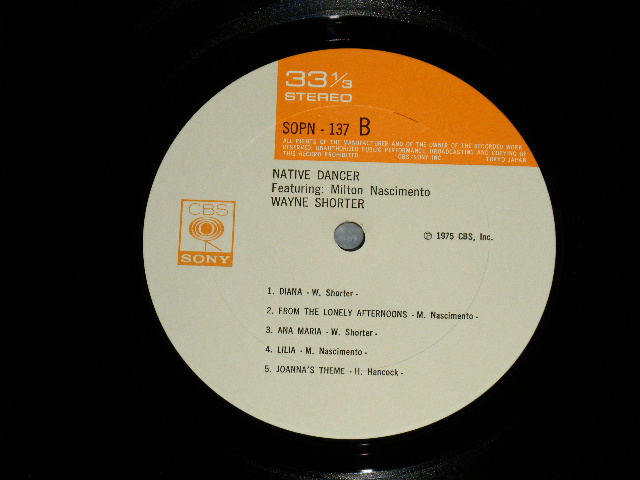 33 1/3
STEREO
SOPN - 137 B
ALL RIGHTS OF THE MANUFACTURER AND OF THE OWNER OF THE RECORDED WORK
RESERVED. UNAUTHORIZED PUBLIC PERFORMANCE, BROADCASTING AND COPYING OF
THIS RECORD PROHIBITED CBS/SONY INC. TOKYO JAPAN
NATIVE DANCER
Featuring: Milton Nascimento
WAYNE SHORTER
CBS
SONY
℗ 1975 CBS, Inc.
1. DIANA - W. Shorter -
2. FROM THE LONELY AFTERNOONS - M. Nascimento -
3. ANA MARIA - W. Shorter -
4. LILIA - M. Nascimento -
5. JOANNA'S THEME - H. Hancock -